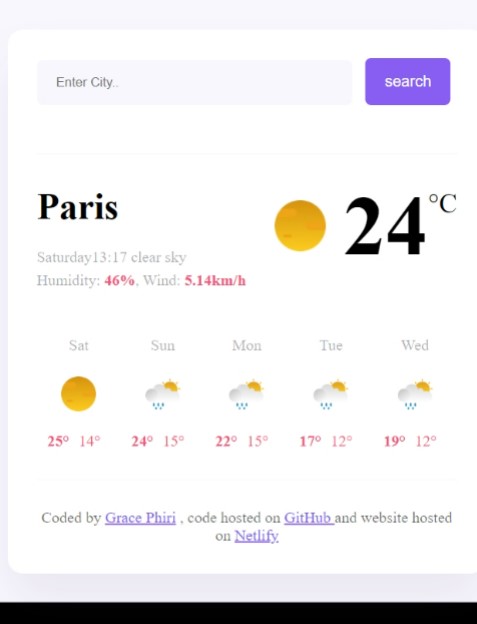 Enter City..
search
Paris
24°C
Saturday13:17 clear sky
Humidity: 46%, Wind: 5.14km/h
Sat Sun Mon Tue Wed
25° 14° 24° 15° 22° 15° 17° 12° 19° 12°
Coded by Grace Phiri , code hosted on GitHub and website hosted
on Netlify